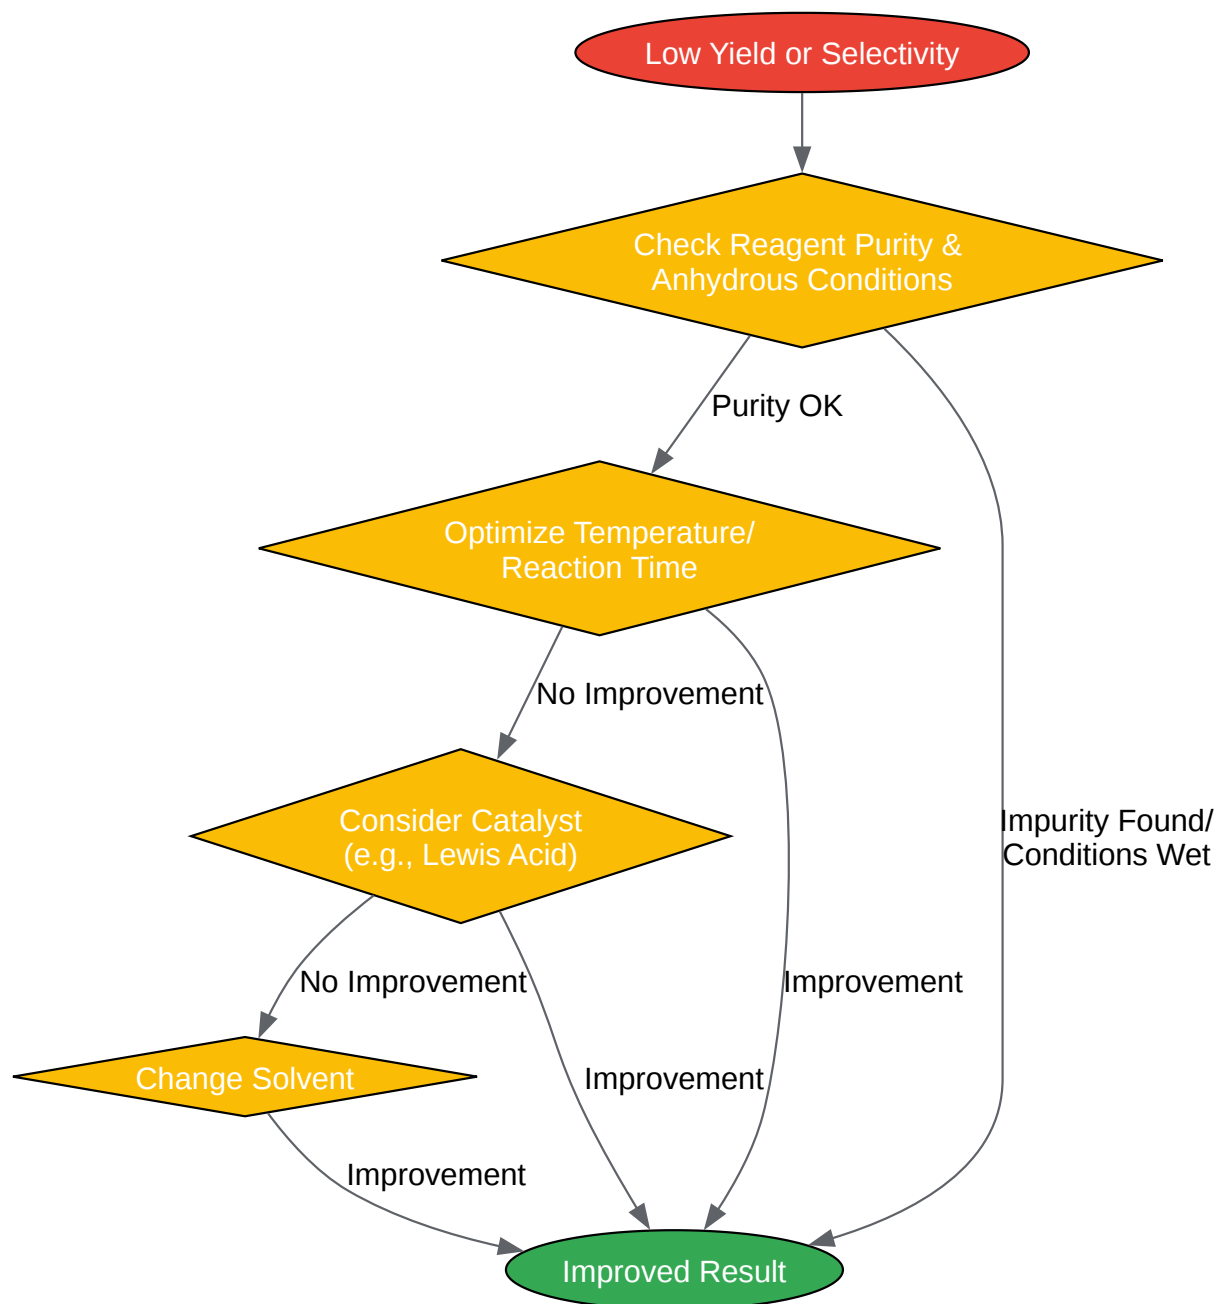 Low Yield or Selectivity
Check Reagent Purity &
Anhydrous Conditions
Purity OK
Optimize Temperature/
Reaction Time
No Improvement
Consider Catalyst
(e.g., Lewis Acid)
Impurity Found/
Conditions Wet
No Improvement
Improvement
Change Solvent
Improvement
Improvement
Improved Result